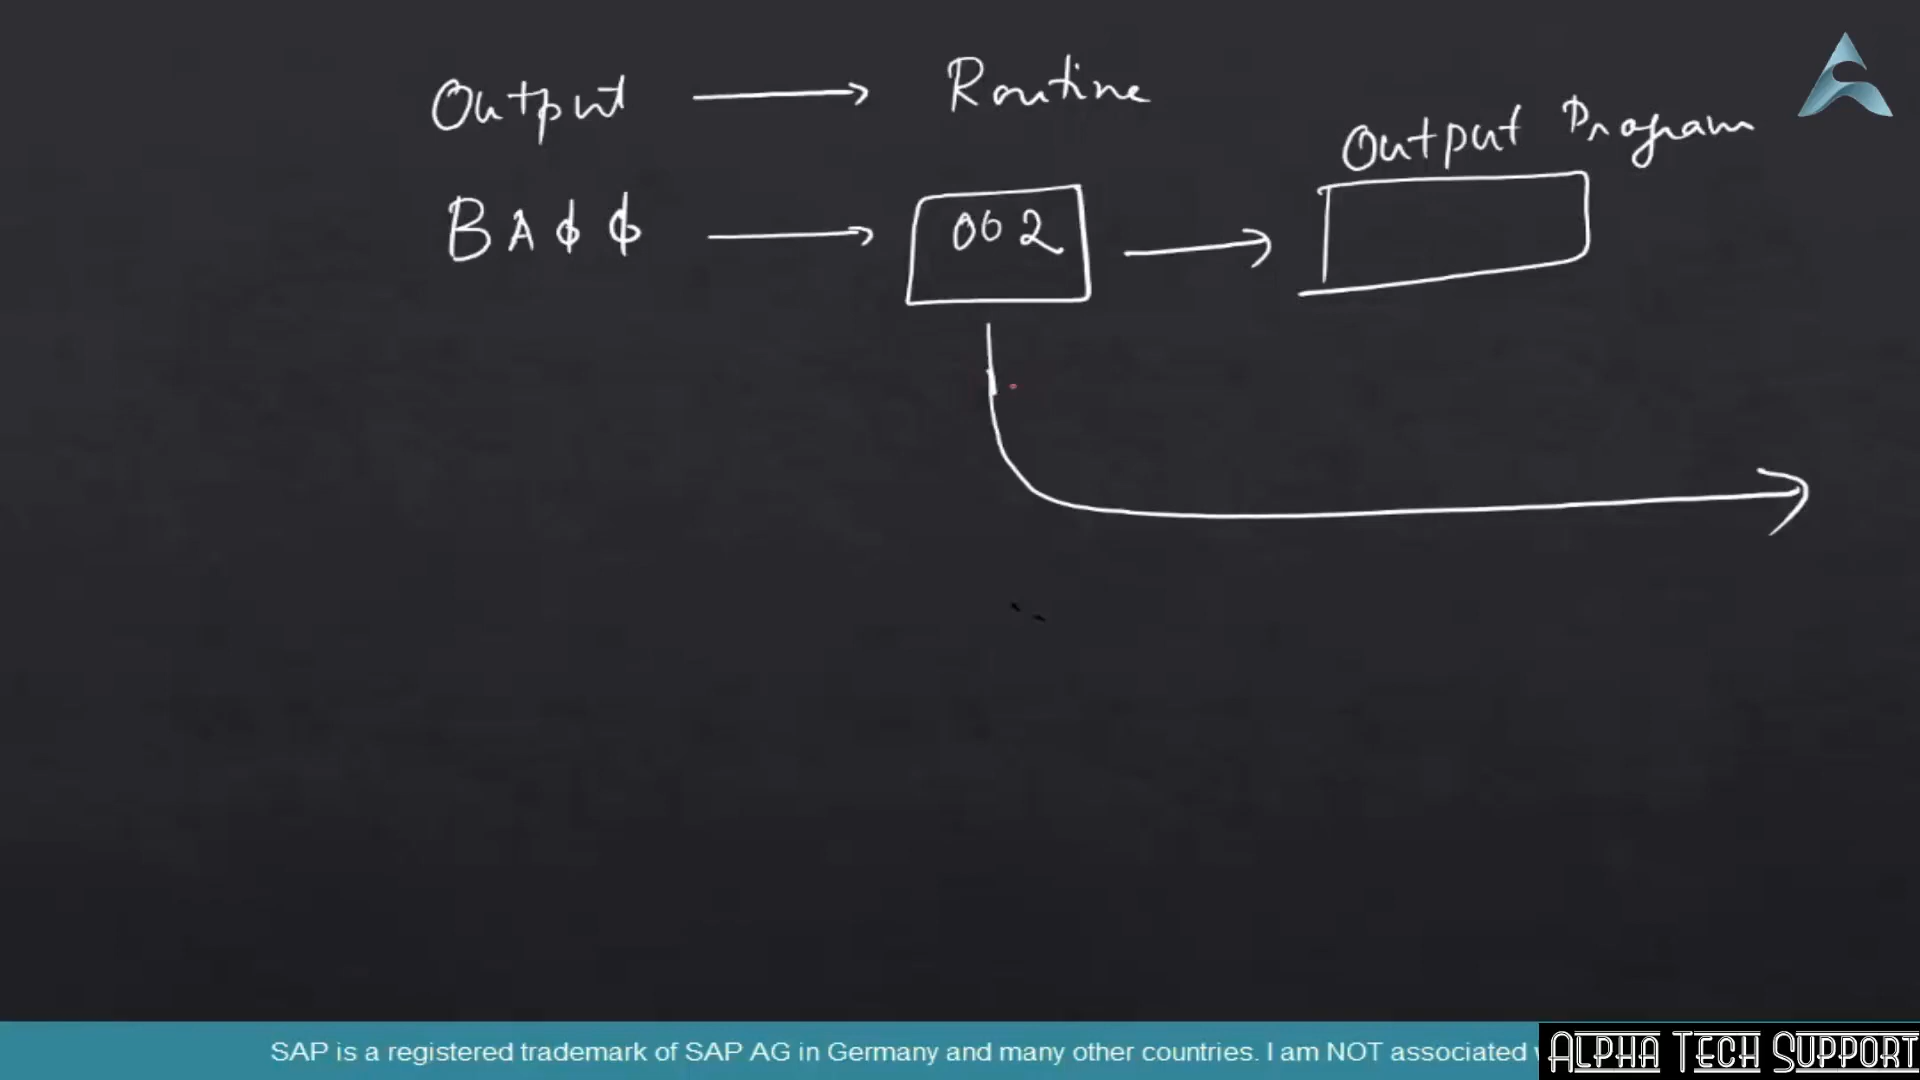 Output → Routine
Output Program
BA00 → 002 →
SAP is a registered trademark of SAP AG in Germany and many other countries. I am NOT associated
ALPHA TECH SUPPORT